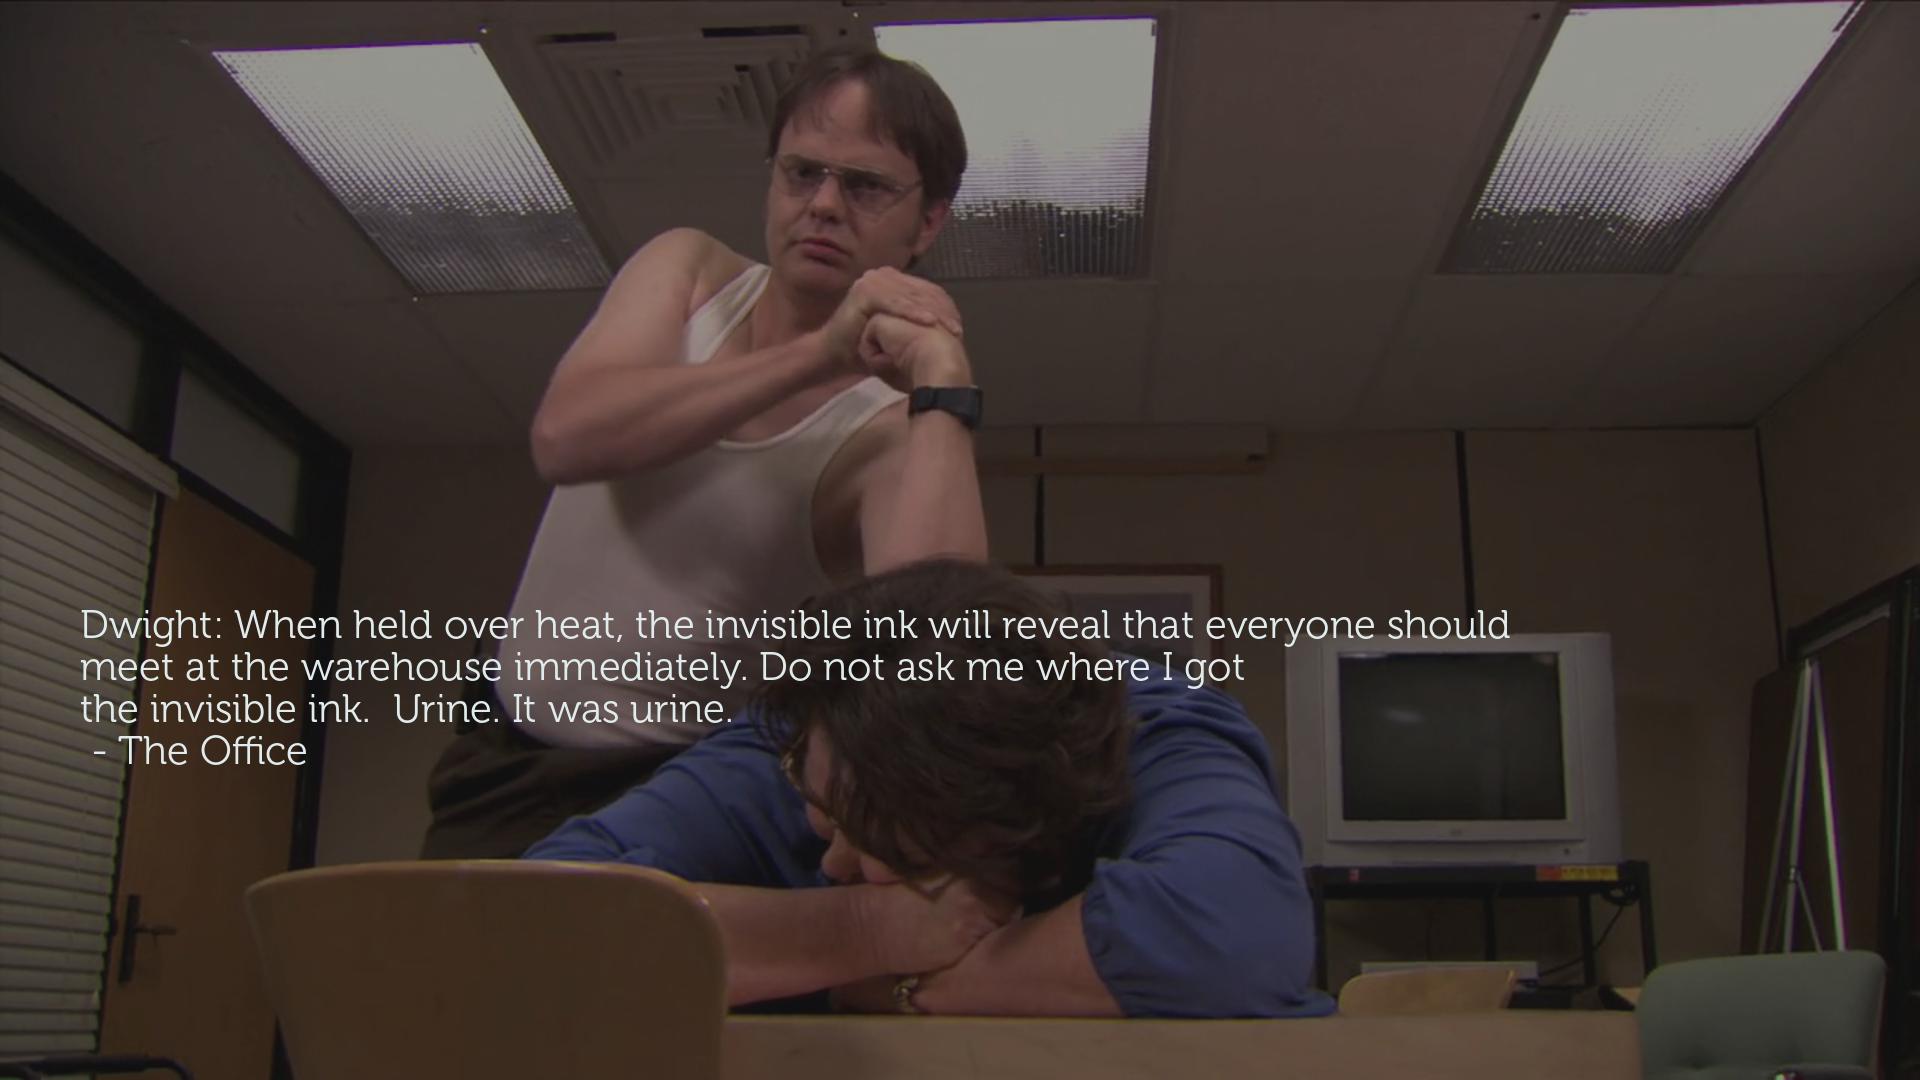 Dwight: When held over heat, the invisible ink will reveal that everyone should
meet at the warehouse immediately. Do not ask me where I got
the invisible ink.  Urine. It was urine.
- The Office